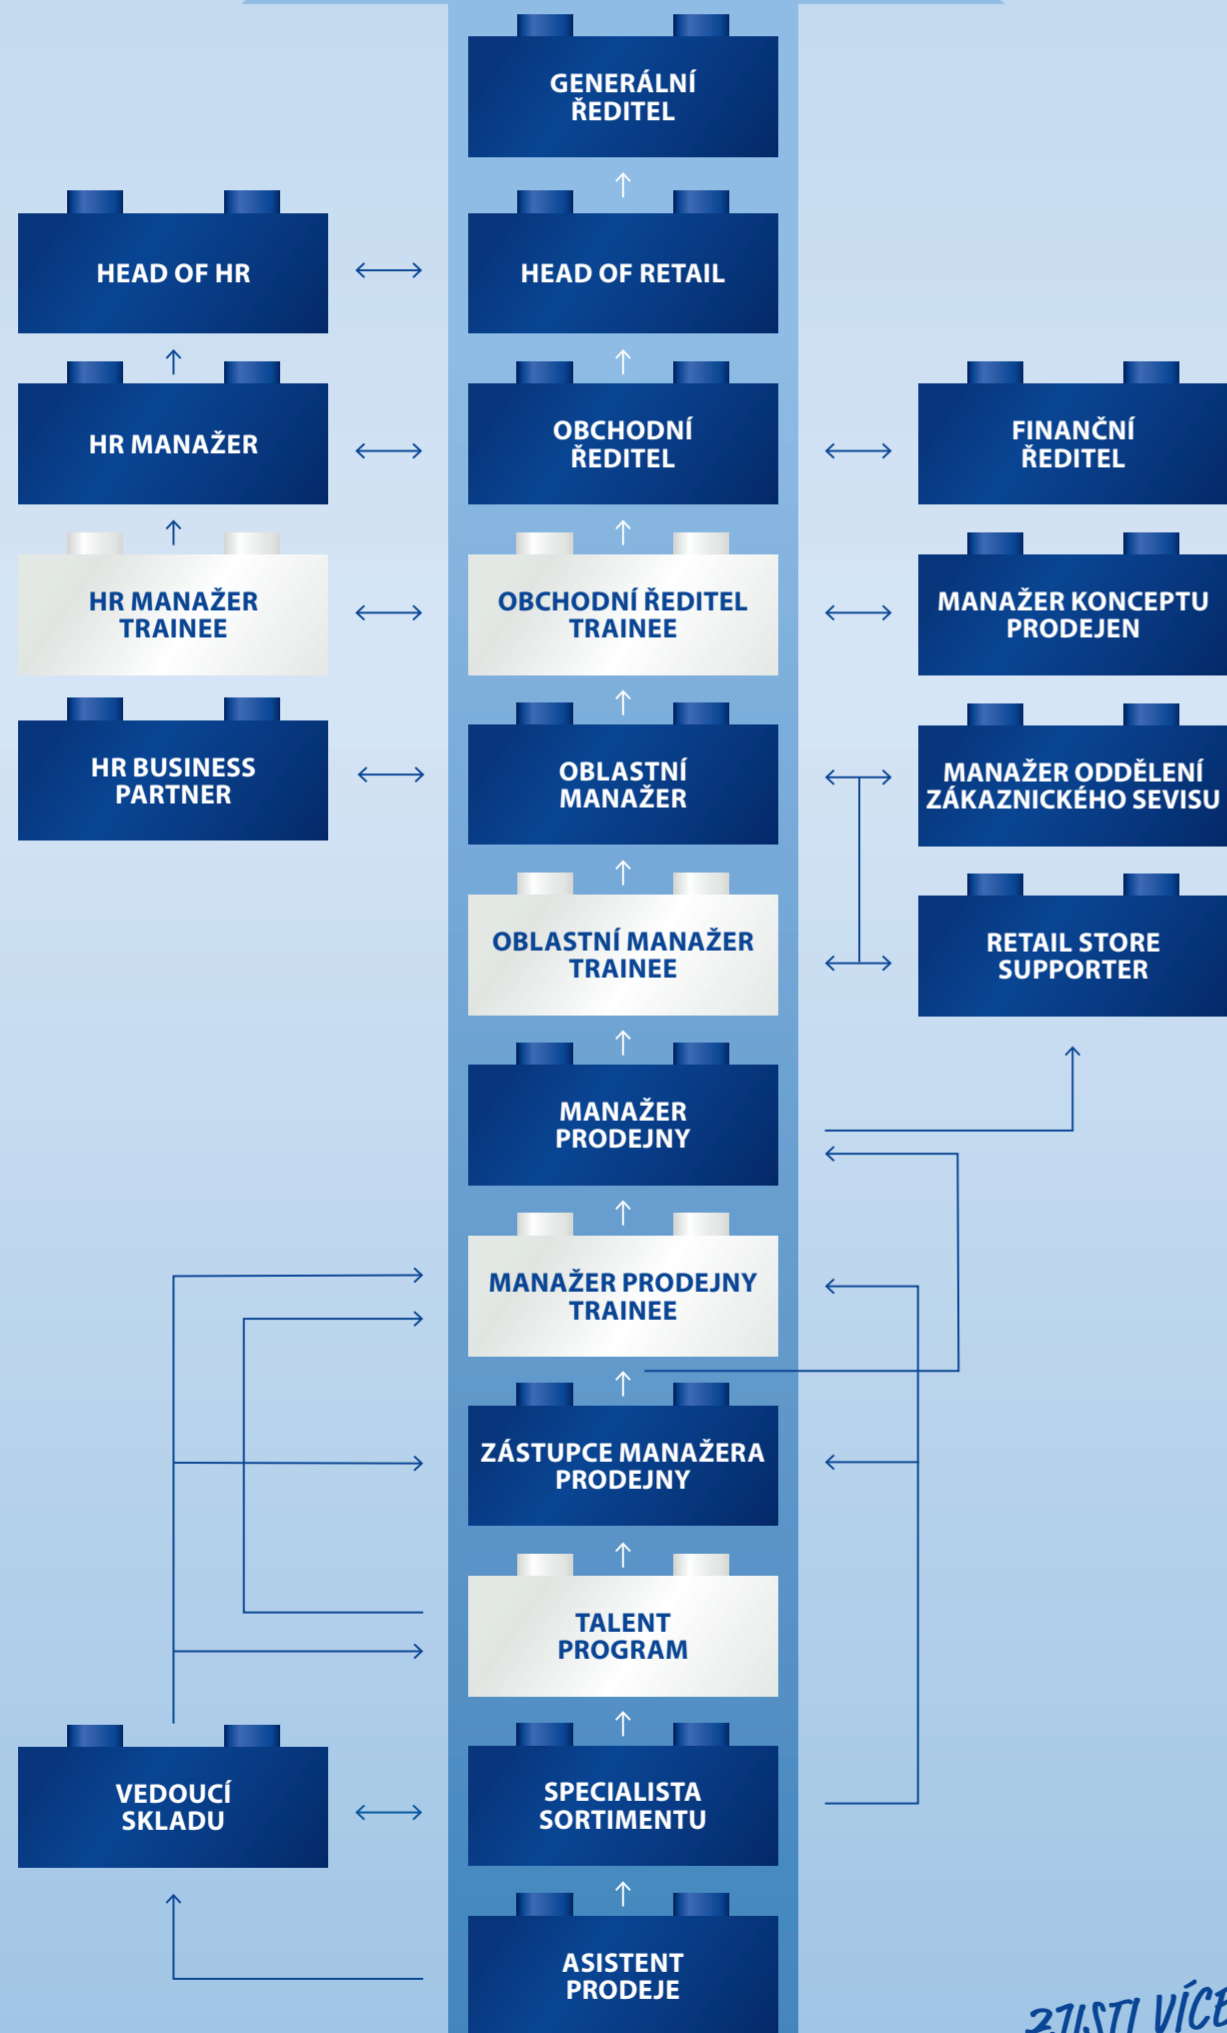 GENERÁLNÍ
ŘEDITEL
HEAD OF HR
HEAD OF RETAIL
HR MANAŽER
OBCHODNÍ
ŘEDITEL
FINANČNÍ
ŘEDITEL
HR MANAŽER
TRAINEE
OBCHODNÍ ŘEDITEL
TRAINEE
MANAŽER KONCEPTU
PRODEJEN
HR BUSINESS
PARTNER
OBLASTNÍ
MANAŽER
MANAŽER ODDĚLENÍ
ZÁKAZNICKÉHO SEVISU
OBLASTNÍ MANAŽER
TRAINEE
RETAIL STORE
SUPPORTER
MANAŽER
PRODEJNY
MANAŽER PRODEJNY
TRAINEE
ZÁSTUPCE MANAŽERA
PRODEJNY
TALENT
PROGRAM
VEDOUCÍ
SKLADU
SPECIALISTA
SORTIMENTU
ASISTENT
PRODEJE
ZJISTI VÍCE